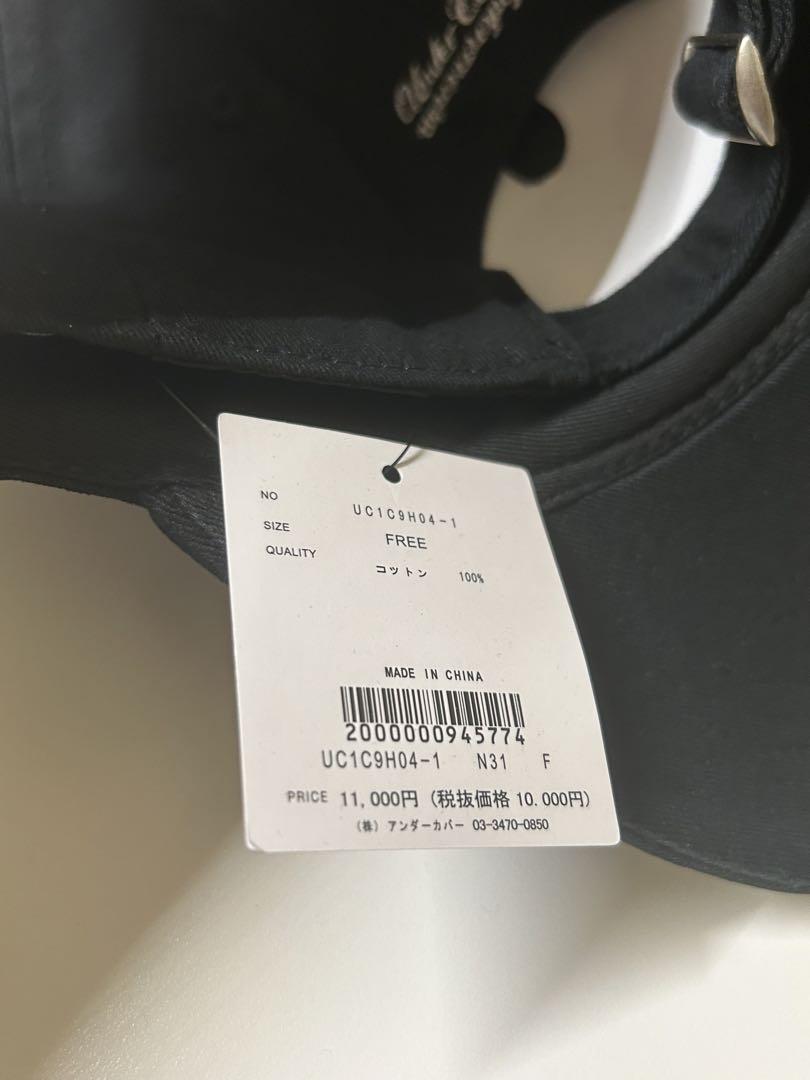 NO UC1C9H04-1
SIZE FREE
QUALITY コットン 100%
MADE IN CHINA
2000000945774
UC1C9H04-1 N31 F
PRICE 11,000円 (税抜価格 10.000円)
(株) アンダーカバー 03-3470-0850